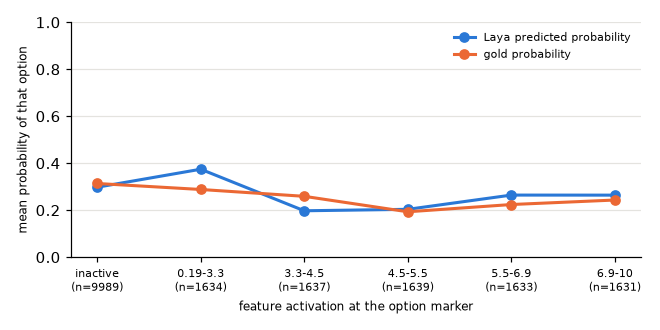 1.0
0.8
0.6
0.4
0.2
0.0
mean probability of that option
Laya predicted probability
gold probability
inactive
(n=9989)
0.19-3.3
(n=1634)
3.3-4.5
(n=1637)
4.5-5.5
(n=1639)
5.5-6.9
(n=1633)
6.9-10
(n=1631)
feature activation at the option marker